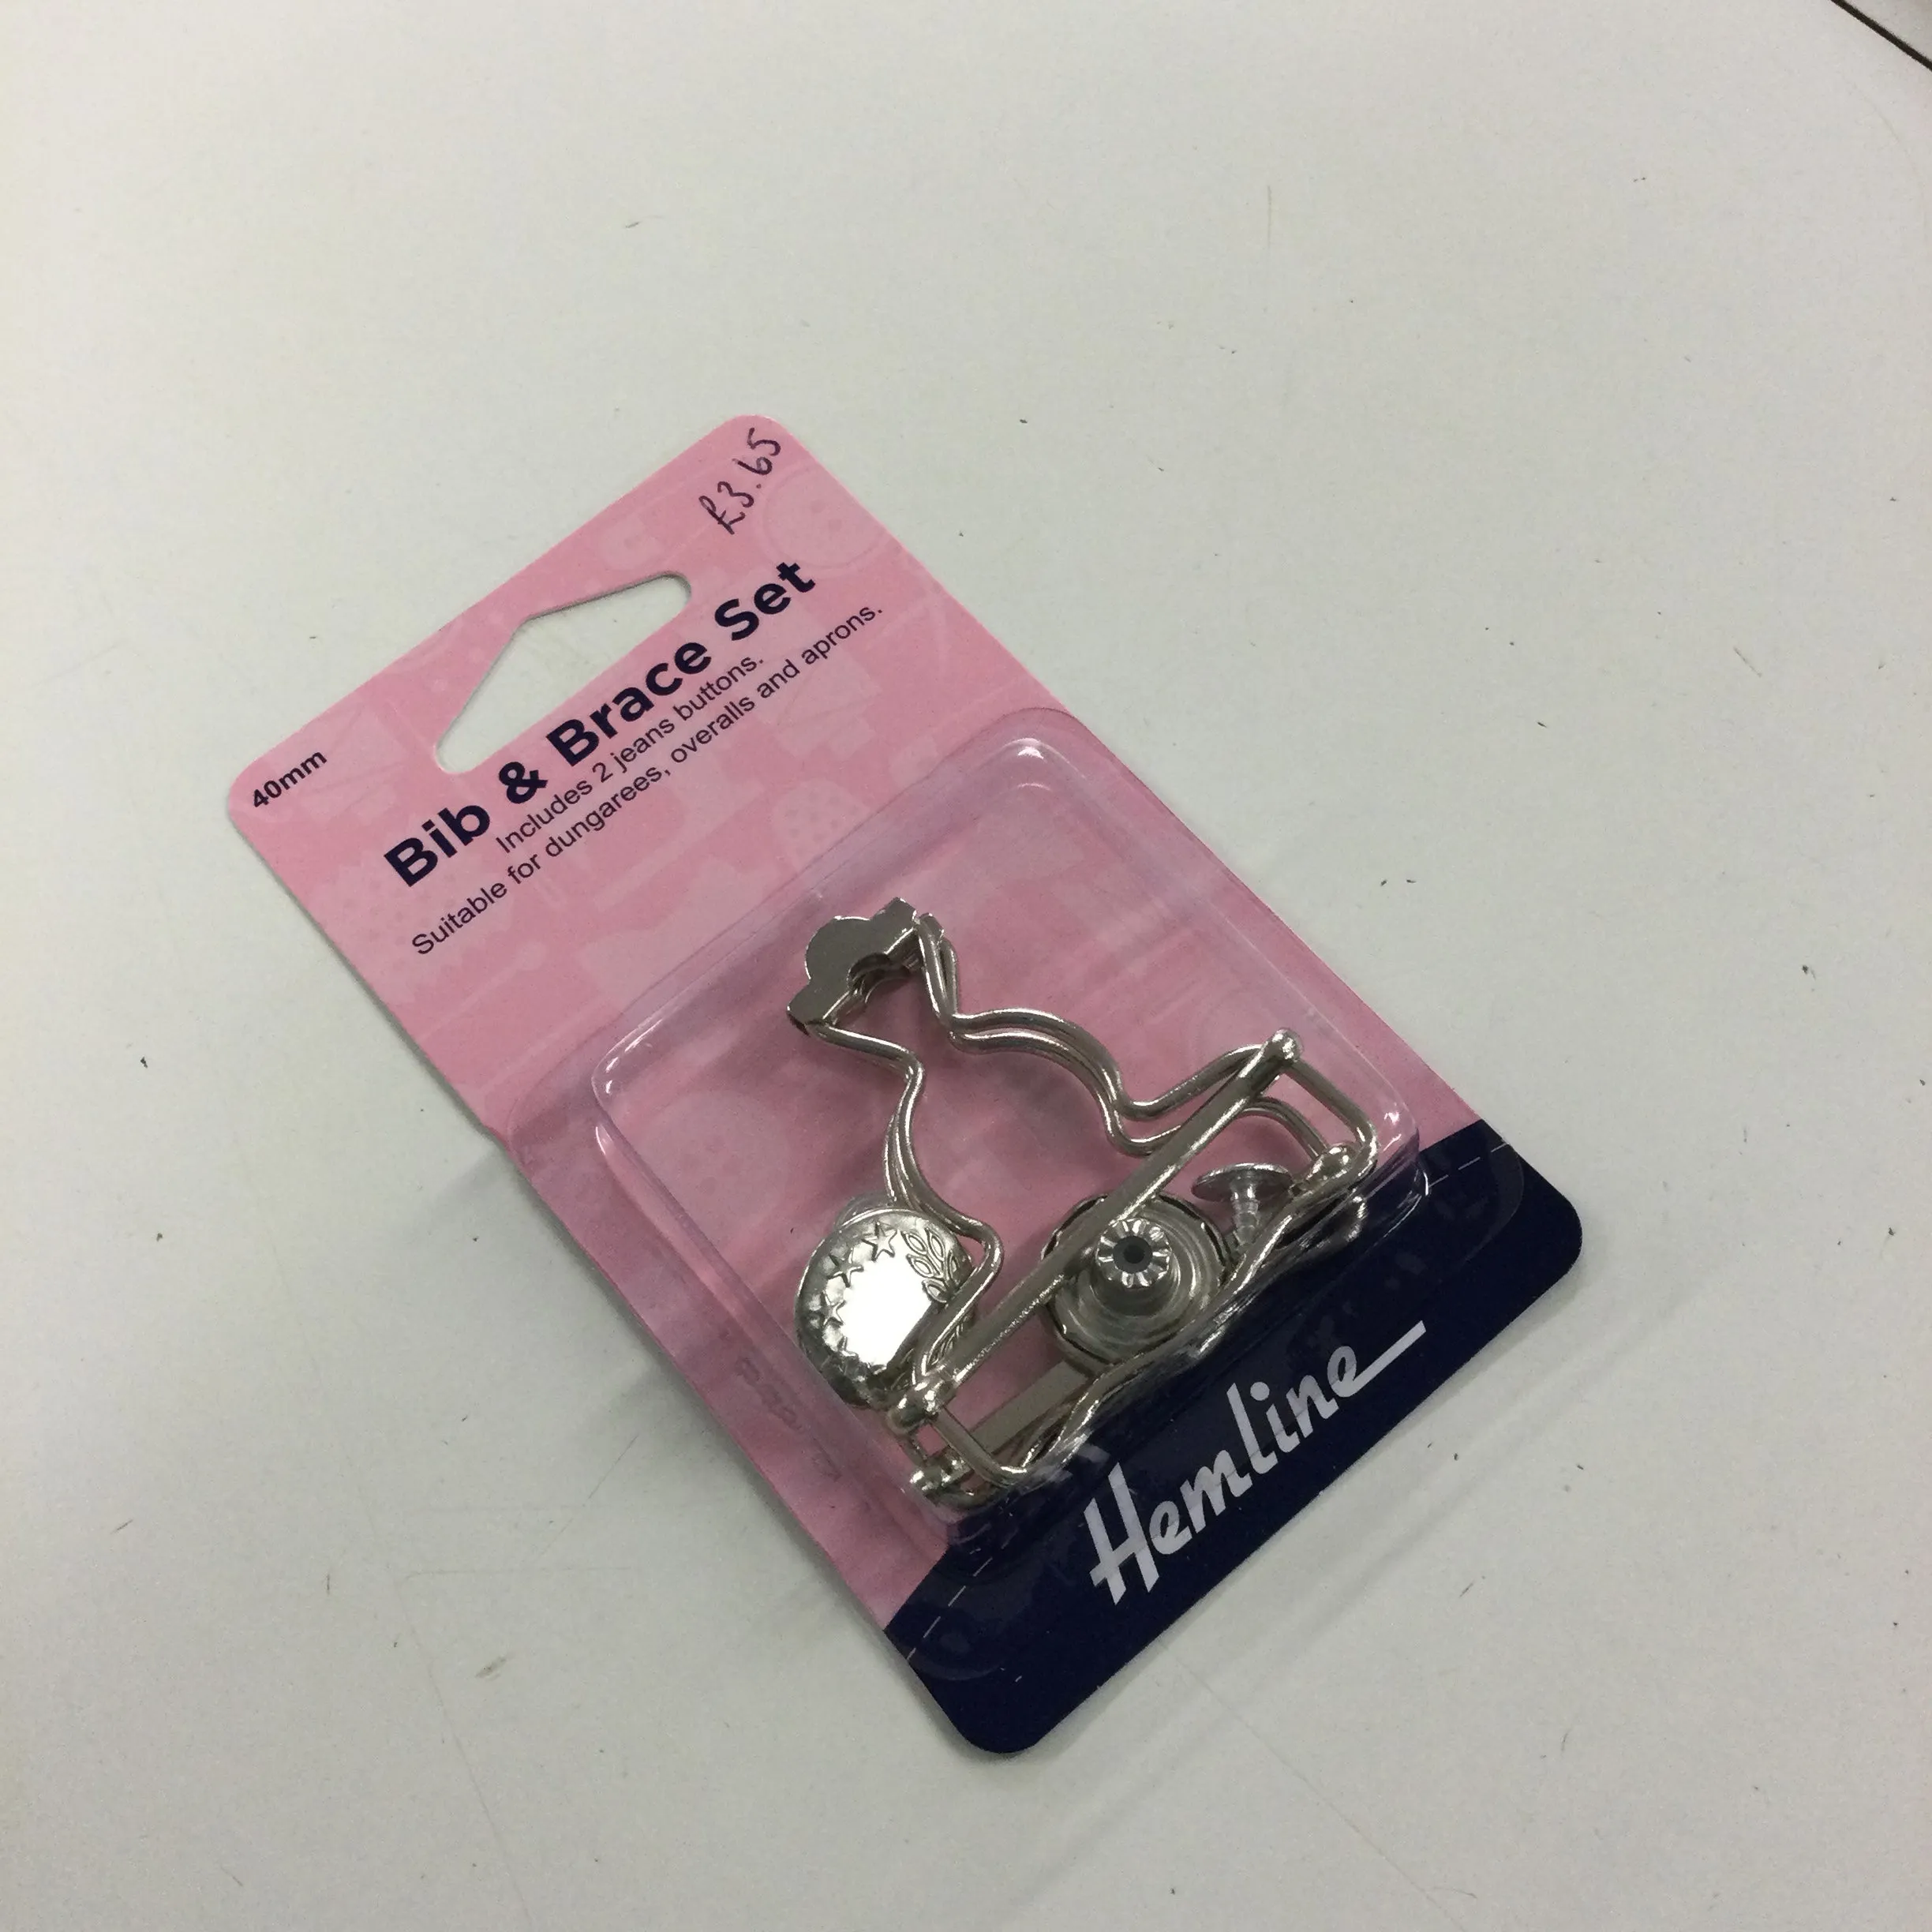 £3.65
40mm
Bib & Brace Set
Includes 2 jeans buttons.
Suitable for dungarees, overalls and aprons.
Hemline